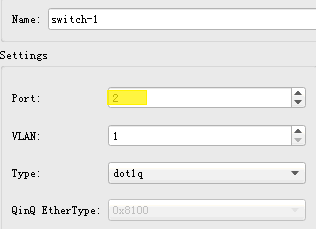 Name: switch-1
Settings
Port: 2
VLAN: 1
Type: dot1q
QinQ EtherType: 0x8100